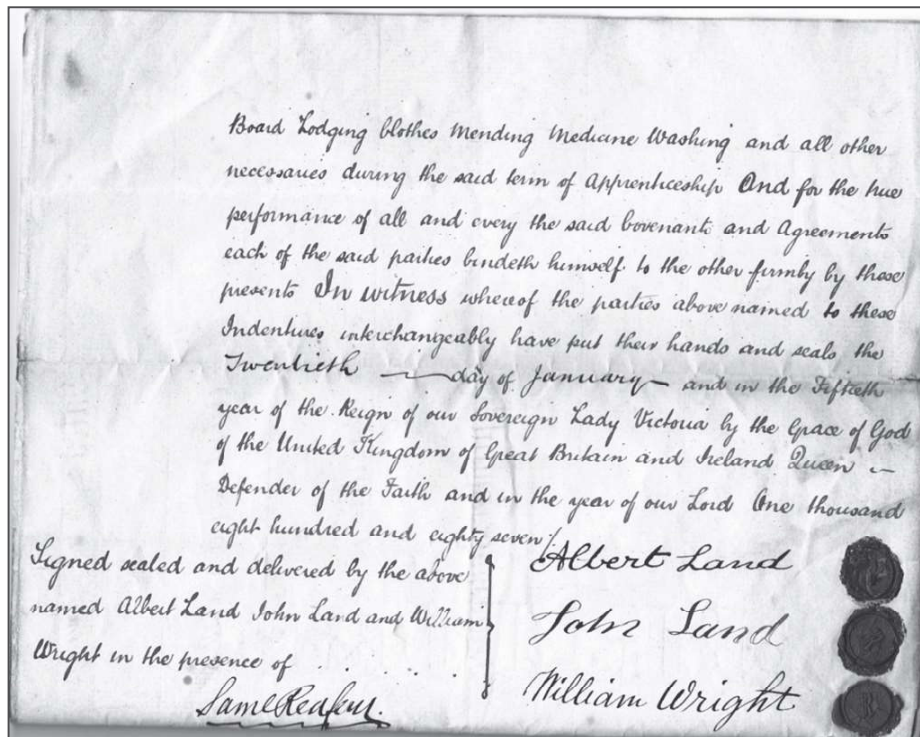 Board Lodging Clothes Mending Medicine Washing and all other
necessaries during the said term of Apprenticeship And for the true
performance of all and every the said Covenants and Agreements
each of the said parties bindeth himself to the other firmly by these
presents In witness whereof the parties above named to these
Indentures interchangeably have put their hands and seals the
Twentieth day of January and in the Fiftieth
year of the Reign of our Sovereign Lady Victoria by the Grace of God
of the United Kingdom of Great Britain and Ireland Queen
Defender of the Faith and in the year of our Lord One thousand
eight hundred and eighty seven
Signed sealed and delivered by the above
named Albert Land John Land and William
Wright in the presence of
Albert Land
John Land
William Wright